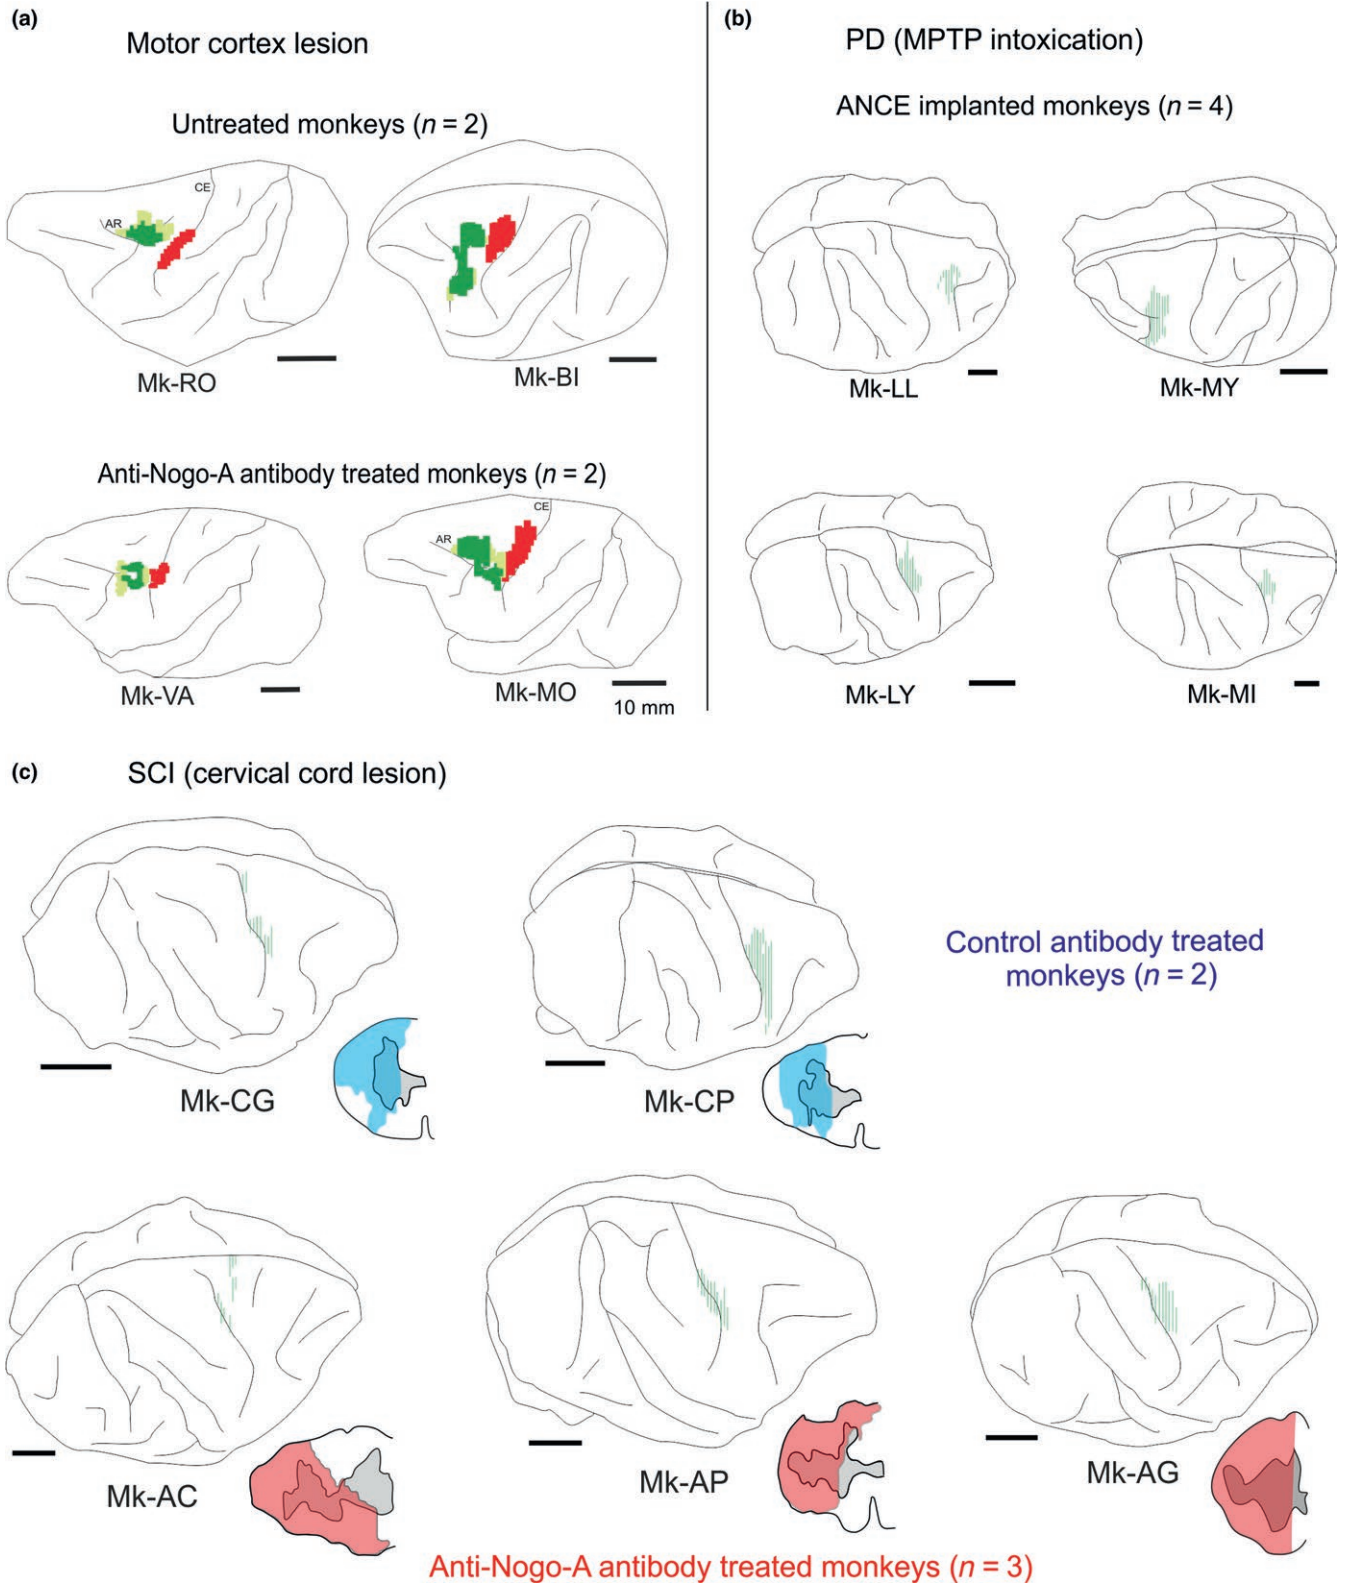 (a)
Motor cortex lesion
Untreated monkeys (n = 2)
CE
AR
Mk-RO
Mk-BI
Anti-Nogo-A antibody treated monkeys (n = 2)
CE
AR
Mk-VA
Mk-MO
10 mm
(b)
PD (MPTP intoxication)
ANCE implanted monkeys (n = 4)
Mk-LL
Mk-MY
Mk-LY
Mk-MI
(c)
SCI (cervical cord lesion)
Control antibody treated
monkeys (n = 2)
Mk-CG
Mk-CP
Mk-AC
Mk-AP
Mk-AG
Anti-Nogo-A antibody treated monkeys (n = 3)